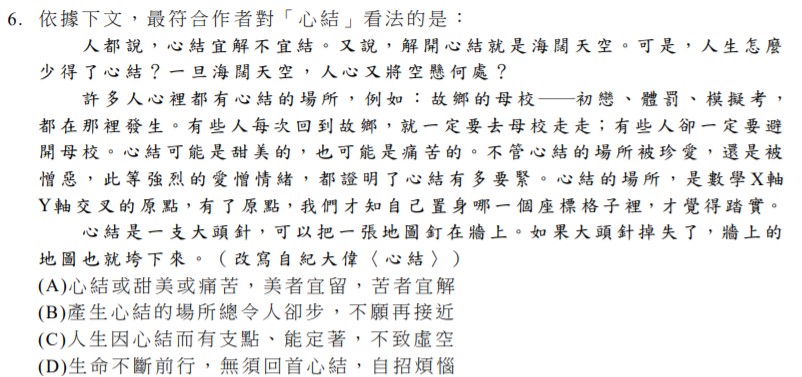 6. 依據下文，最符合作者對「心結」看法的是：
人都說，心結宜解不宜結。又說，解開心結就是海闊天空。可是，人生怎麼
少得了心結？一旦海闊天空，人心又將空懸何處？
許多人心裡都有心結的場所，例如：故鄉的母校——初戀、體罰、模擬考，
都在那裡發生。有些人每次回到故鄉，就一定要去母校走走；有些人卻一定要避
開母校。心結可能是甜美的，也可能是痛苦的。不管心結的場所被珍愛，還是被
憎惡，此等強烈的愛憎情緒，都證明了心結有多要緊。心結的場所，是數學X軸
Y軸交叉的原點，有了原點，我們才知自己置身哪一個座標格子裡，才覺得踏實。
心結是一支大頭針，可以把一張地圖釘在牆上。如果大頭針掉失了，牆上的
地圖也就垮下來。（改寫自紀大偉〈心結〉）
(A)心結或甜美或痛苦，美者宜留，苦者宜解
(B)產生心結的場所總令人卻步，不願再接近
(C)人生因心結而有支點、能定著，不致虛空
(D)生命不斷前行，無須回首心結，自招煩惱